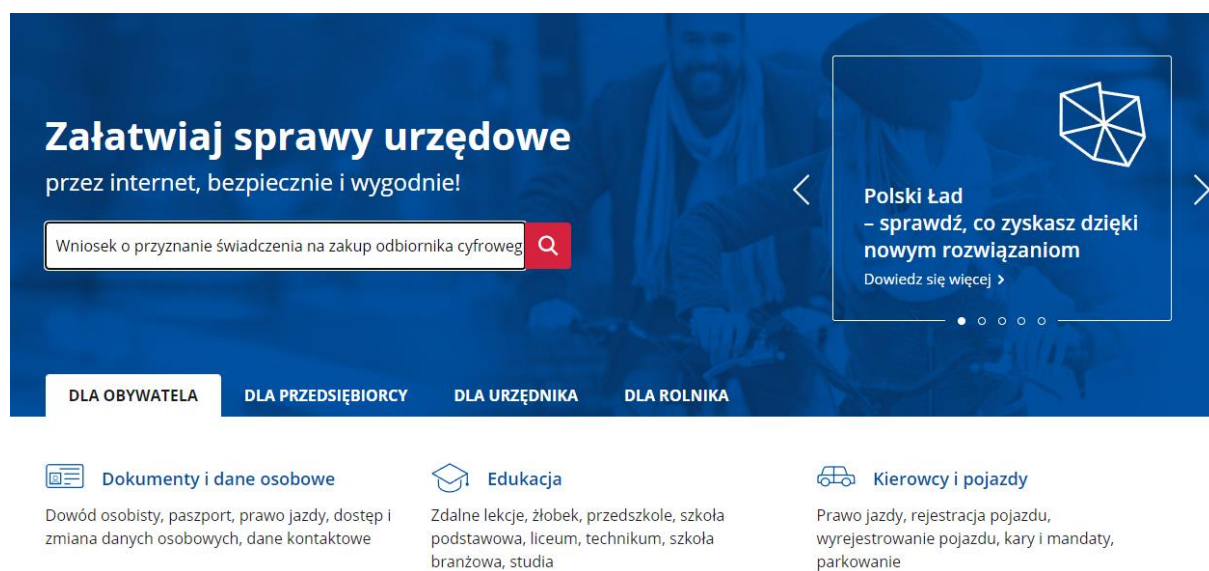 Załatwiaj sprawy urzędowe
przez internet, bezpiecznie i wygodnie!
Wniosek o przyznanie świadczenia na zakup odbiornika cyfroweg
Polski Ład
– sprawdź, co zyskasz dzięki
nowym rozwiązaniom
Dowiedz się więcej >
DLA OBYWATELA
DLA PRZEDSIĘBIORCY
DLA URZĘDNIKA
DLA ROLNIKA
Dokumenty i dane osobowe
Dowód osobisty, paszport, prawo jazdy, dostęp i
zmiana danych osobowych, dane kontaktowe
Edukacja
Zdalne lekcje, żłobek, przedszkole, szkoła
podstawowa, liceum, technikum, szkoła
branżowa, studia
Kierowcy i pojazdy
Prawo jazdy, rejestracja pojazdu,
wyrejestrowanie pojazdu, kary i mandaty,
parkowanie